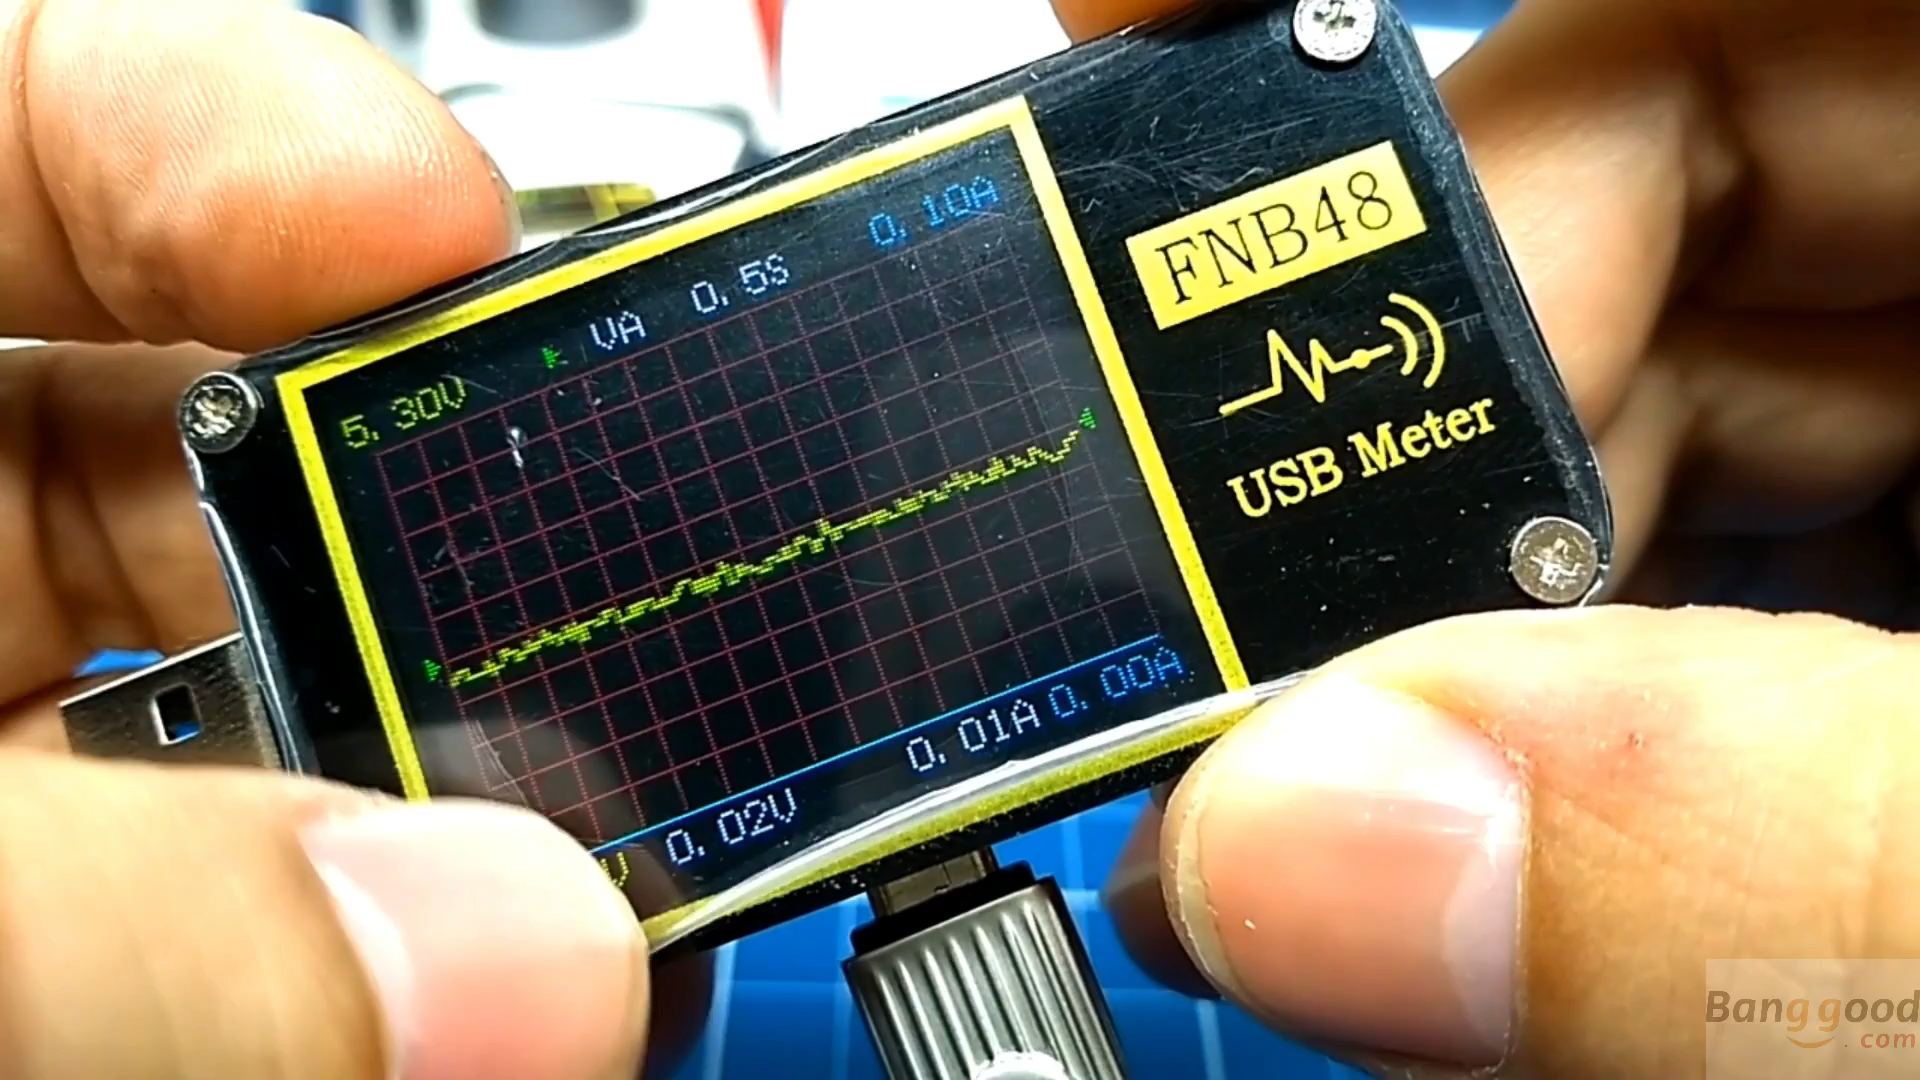 5.30V VA 0.5S 0.10A
V 0.02V 0.01A 0.00A
FNB48
USB Meter
Banggood
.com